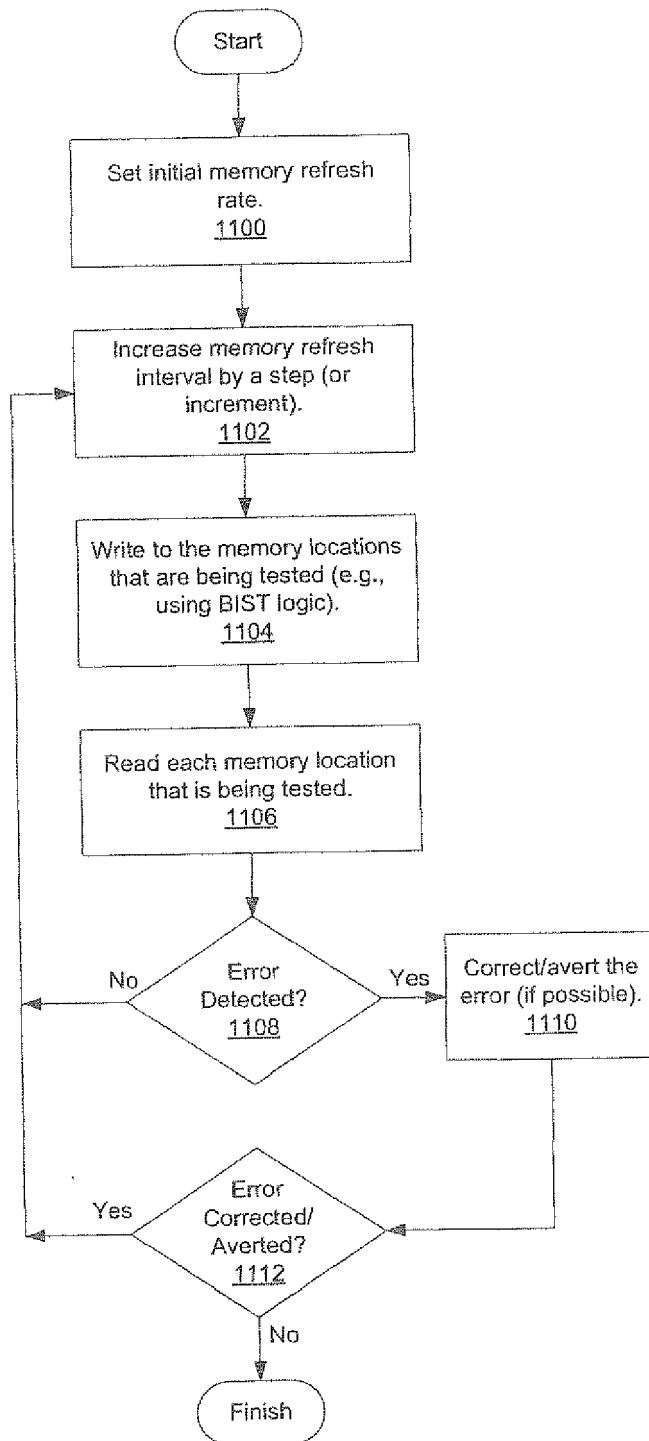 Start
Set initial memory refresh
rate.
1100
Increase memory refresh
interval by a step (or
increment).
1102
Write to the memory locations
that are being tested (e.g.,
using BIST logic).
1104
Read each memory location
that is being tested.
1106
No
Error
Detected?
1108
Yes
Correct/avert the
error (if possible).
1110
Yes
Error
Corrected/
Averted?
1112
No
Finish